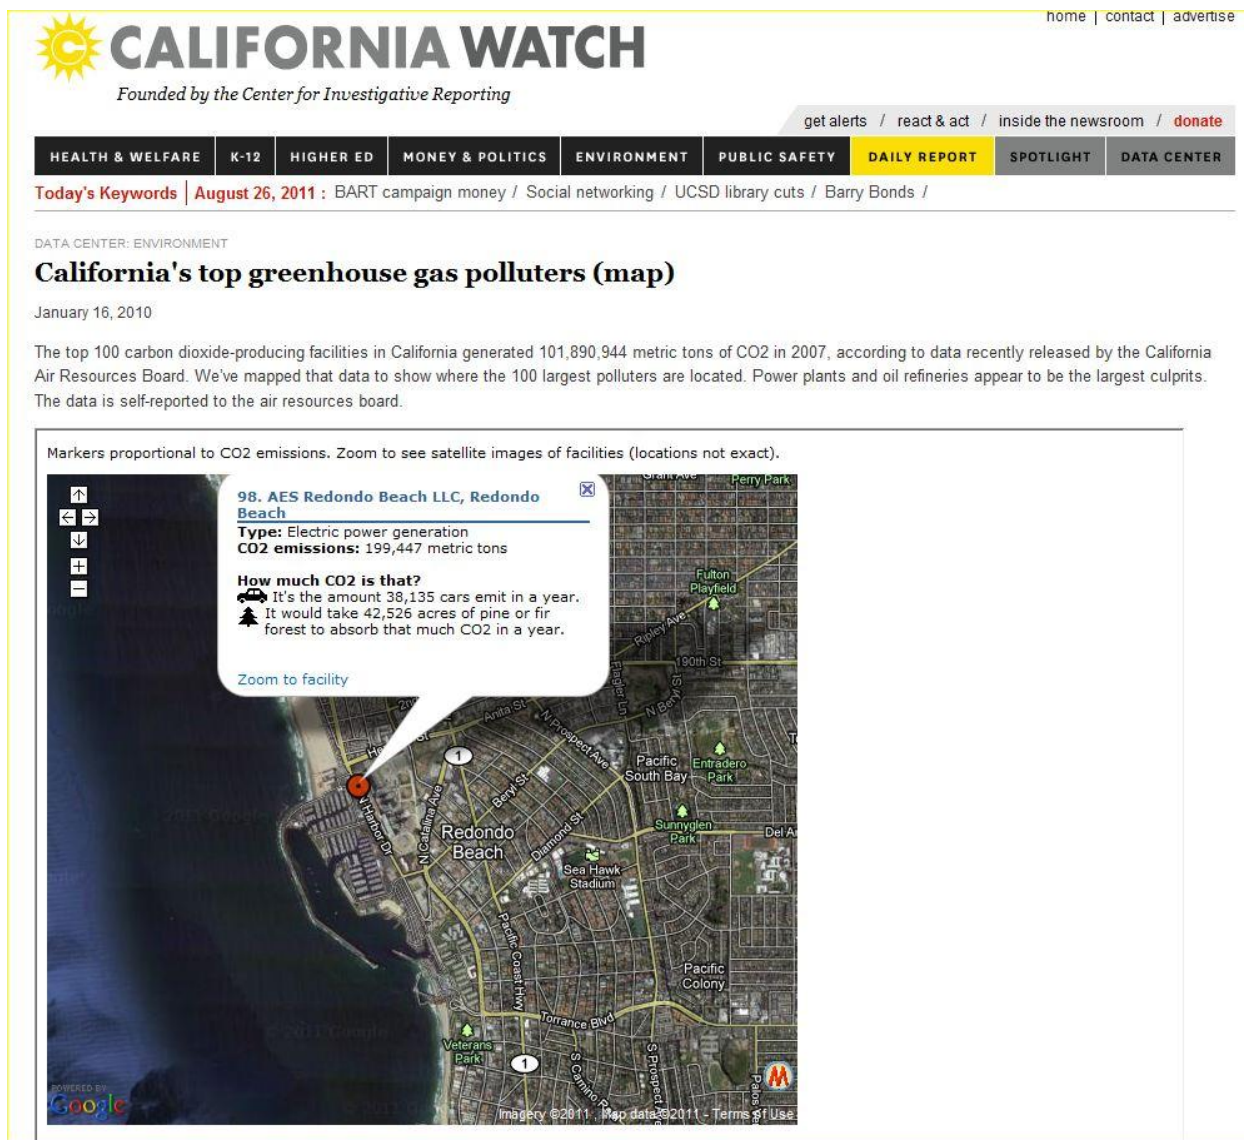 home | contact | advertise
CALIFORNIA WATCH
Founded by the Center for Investigative Reporting
get alerts / react & act / inside the newsroom / donate
HEALTH & WELFARE K-12 HIGHER ED MONEY & POLITICS ENVIRONMENT PUBLIC SAFETY DAILY REPORT SPOTLIGHT DATA CENTER
Today's Keywords | August 26, 2011 : BART campaign money / Social networking / UCSD library cuts / Barry Bonds /
DATA CENTER: ENVIRONMENT
California's top greenhouse gas polluters (map)
January 16, 2010
The top 100 carbon dioxide-producing facilities in California generated 101,890,944 metric tons of CO2 in 2007, according to data recently released by the California
Air Resources Board. We've mapped that data to show where the 100 largest polluters are located. Power plants and oil refineries appear to be the largest culprits.
The data is self-reported to the air resources board.
Markers proportional to CO2 emissions. Zoom to see satellite images of facilities (locations not exact).
98. AES Redondo Beach LLC, Redondo
Beach
Type: Electric power generation
CO2 emissions: 199,447 metric tons
How much CO2 is that?
It's the amount 38,135 cars emit in a year.
It would take 42,526 acres of pine or fir
forest to absorb that much CO2 in a year.
Zoom to facility
Grant Ave
Perry Park
Fulton
Playfield
Ripley Ave
190th St
Flagler Ln
N Beryl St
Anita St
N Prospect Ave
1
Pacific
South Bay
Entradero
Park
Beryl St
N Harbor Dr
N Catalina Ave
Redondo
Beach
Diamond St
Sunnyglen
Park
Del A
Sea Hawk
Stadium
Pacific Coast Hwy
Pacific
Colony
Torrance Blvd
Veterans
Park
1
S Camino R
S Prospect Ave
Palos
POWERED BY
Google
Imagery ©2011 , Map data ©2011 - Terms of Use